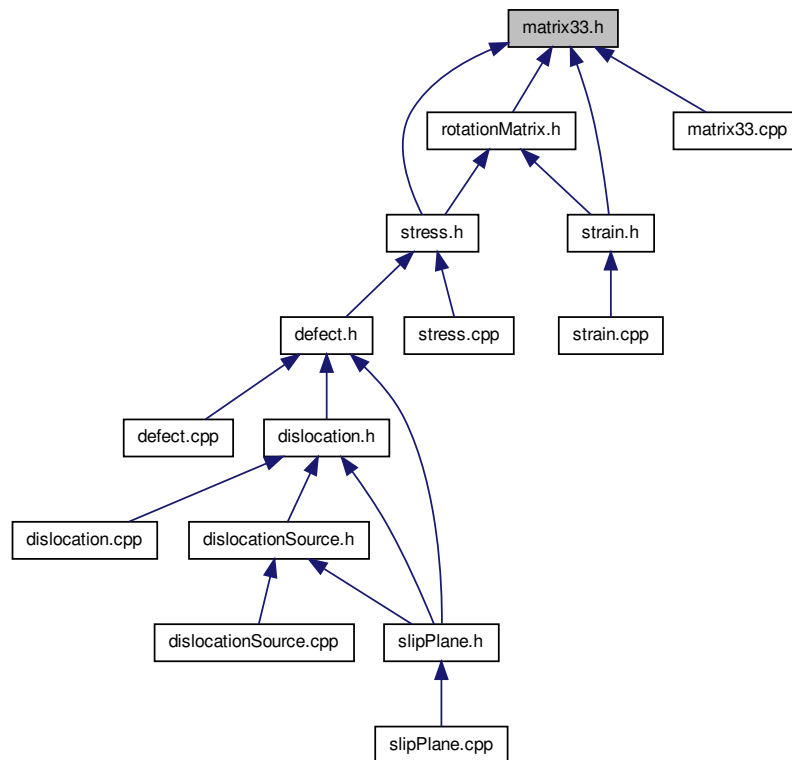 matrix33.h
rotationMatrix.h
matrix33.cpp
stress.h
strain.h
defect.h
stress.cpp
strain.cpp
defect.cpp
dislocation.h
dislocation.cpp
dislocationSource.h
dislocationSource.cpp
slipPlane.h
slipPlane.cpp